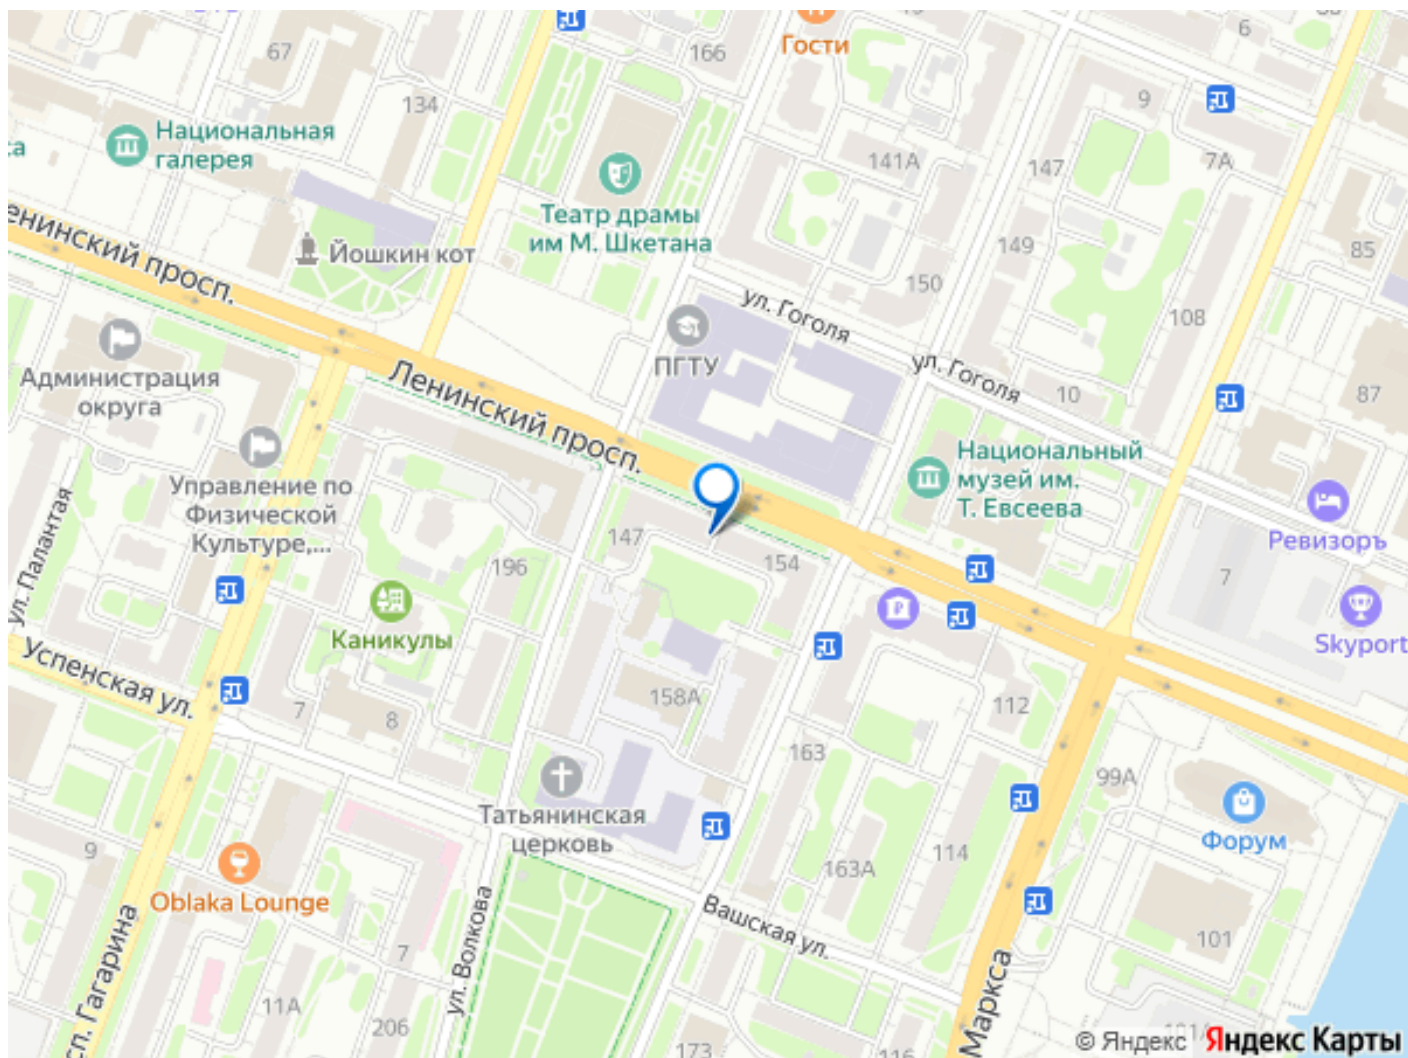 67
166
Гости
6
134
9
Национальная
галерея
141А
147
7А
Театр драмы
им М. Шкетана
Йошкин кот
149
85
150
ул. Гоголя
108
ПГТУ
Ленинский просп.
ул. Гоголя
10
87
Администрация
округа
Ленинский просп.
Национальный
музей им.
Т. Евсеева
Управление по
Физической
Культуре,...
ул. Палантая
147
154
196
Ревизоръ
7
Каникулы
Skyport
Успенская ул.
158А
7
8
112
163
99А
Татьянинская
церковь
Форум
9
163А
114
Oblaka Lounge
Вашская ул.
ул. Волкова
101
7
11А
206
173
сп. Гагарина
Маркса
© Яндекс Яндекс Карты